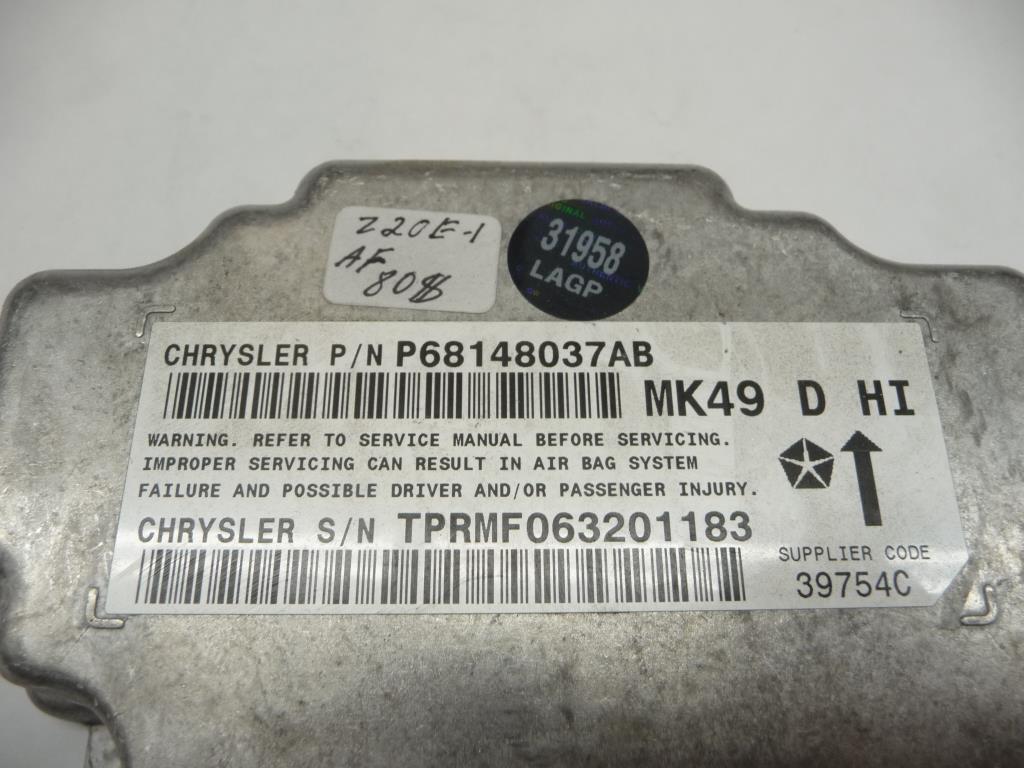 Z20E-1
AF
ORIGINAL
31958
LAGP
CHRYSLER P/N P68148037AB
MK49 D HI
WARNING. REFER TO SERVICE MANUAL BEFORE SERVICING.
IMPROPER SERVICING CAN RESULT IN AIR BAG SYSTEM
FAILURE AND POSSIBLE DRIVER AND/OR PASSENGER INJURY.
CHRYSLER S/N TPRMF063201183
SUPPLIER CODE
39754C